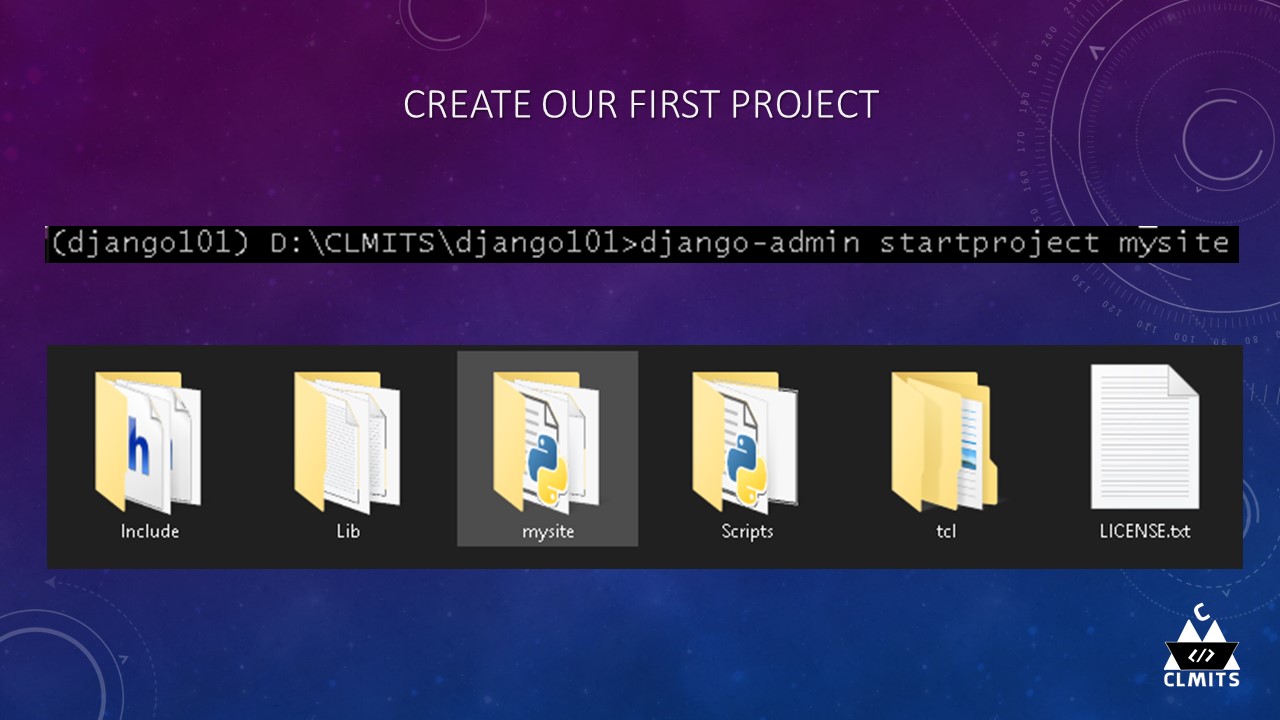 CREATE OUR FIRST PROJECT
(django101) D:\CLMITS\django101>django-admin startproject mysite
Include Lib mysite Scripts tcl LICENSE.txt
C
</>
CLMITS